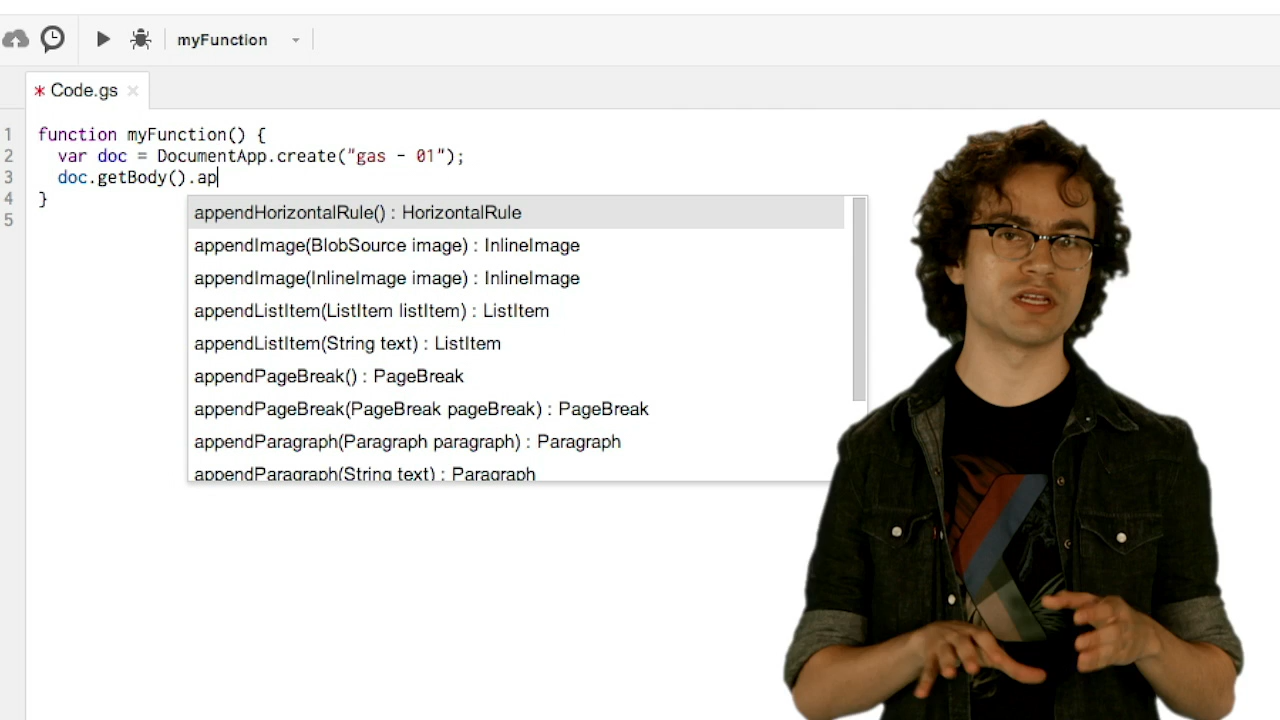 myFunction
* Code.gs ×
1 function myFunction() {
2 var doc = DocumentApp.create("gas - 01");
3 doc.getBody().ap
4 }
5
appendHorizontalRule() : HorizontalRule
appendImage(BlobSource image) : InlineImage
appendImage(InlineImage image) : InlineImage
appendListItem(ListItem listItem) : ListItem
appendListItem(String text) : ListItem
appendPageBreak() : PageBreak
appendPageBreak(PageBreak pageBreak) : PageBreak
appendParagraph(Paragraph paragraph) : Paragraph
appendParagraph(String text) : Paragraph